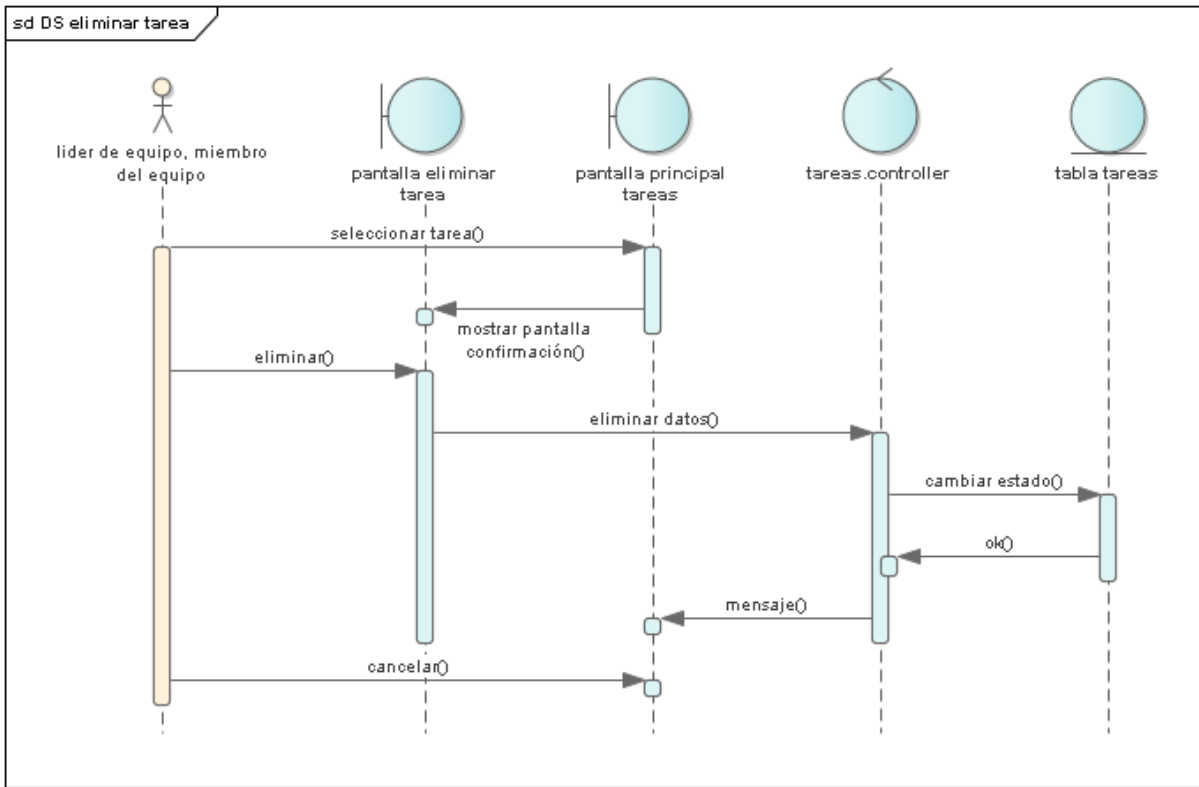 sd DS eliminar tarea
lider de equipo, miembro
del equipo
pantalla eliminar
tarea
pantalla principal
tareas
tareas.controller
tabla tareas
seleccionar tarea()
mostrar pantalla
confirmación()
eliminar()
eliminar datos()
cambiar estado()
ok()
mensaje()
cancelar()